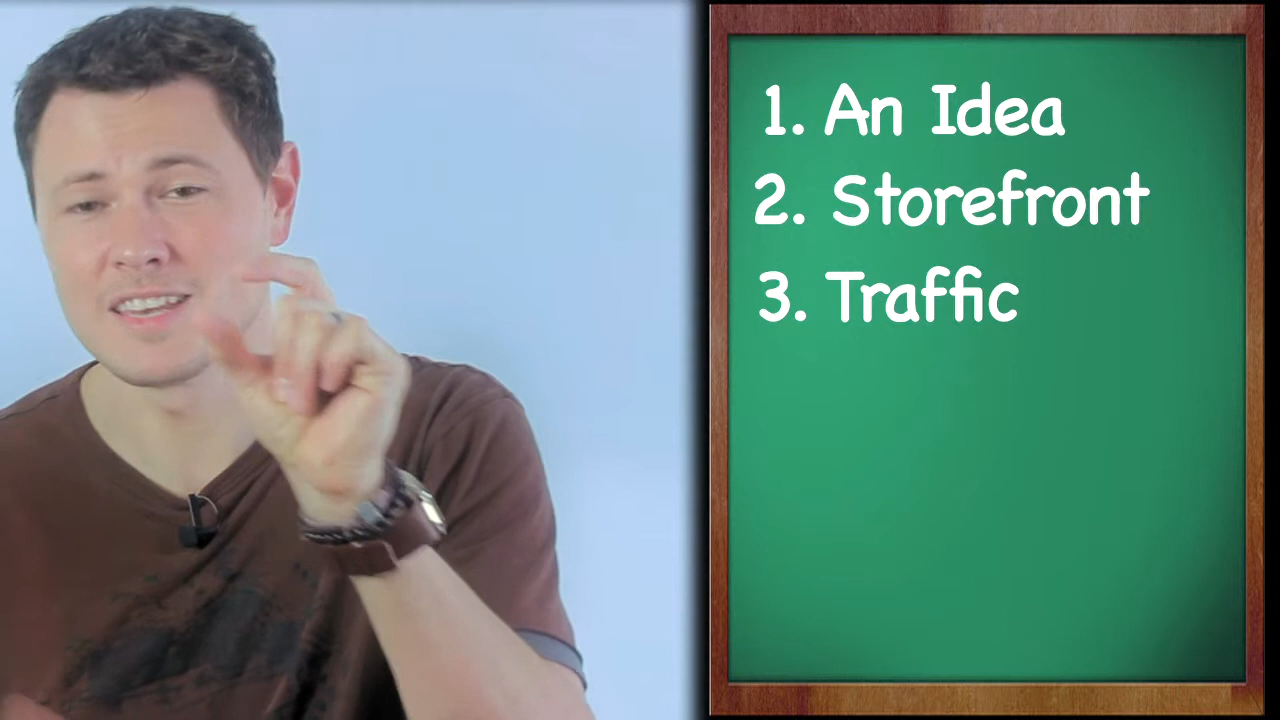 1. An Idea
2. Storefront
3. Traffic